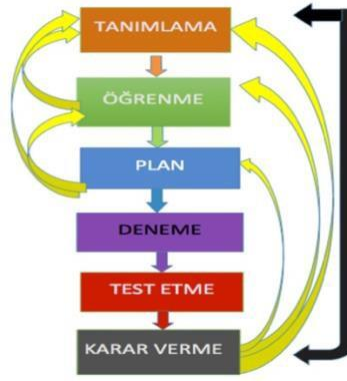 TANIMLAMA
ÖĞRENME
PLAN
DENEME
TEST ETME
KARAR VERME